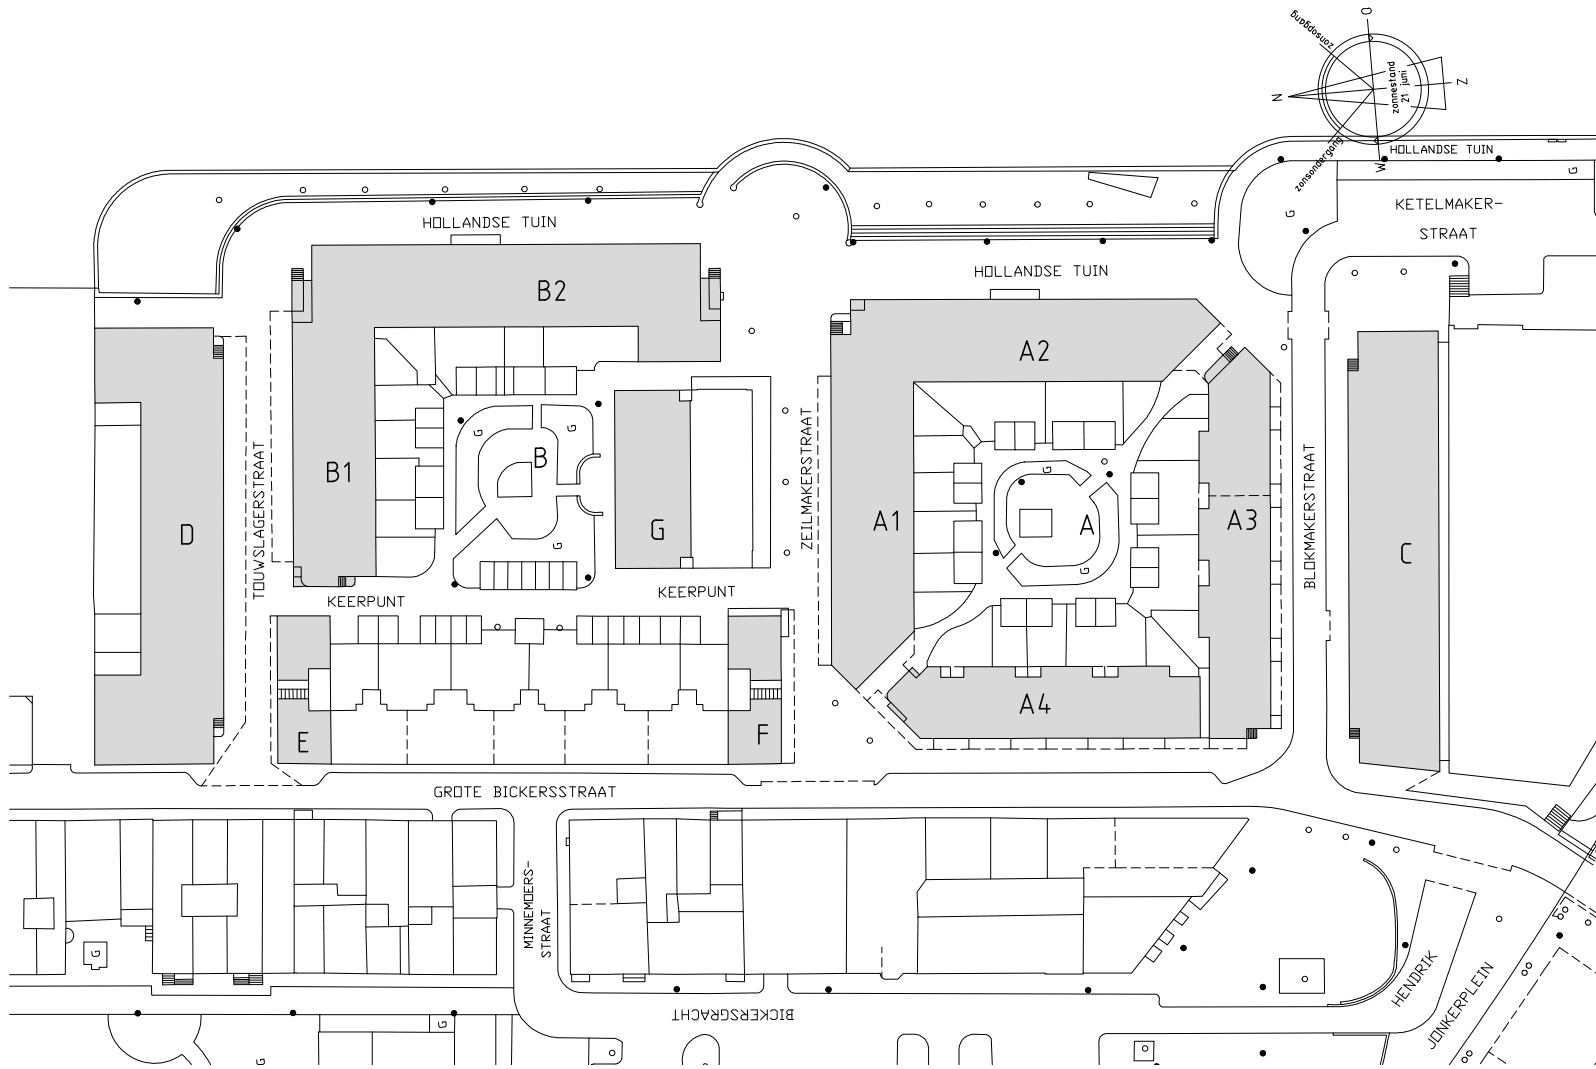 O
zonsopgang
N
zonnestand
21 juni
Z
zonsondergang
W
HOLLANDSE TUIN
G
KETELMAKER-
STRAAT
G
HOLLANDSE TUIN
HOLLANDSE TUIN
B2
A2
B1
B
G
G
G
G
D
TOUWSLAGERSTRAAT
ZEILMAKERSTRAAT
A1
A
G
G
A3
BLOKMAKERSTRAAT
C
KEERPUNT
KEERPUNT
A4
E
F
GROTE BICKERSSTRAAT
MINNEMOERS-
STRAAT
G
BICKERSGRACHT
HENDRIK
JONKERPLEIN
G
G